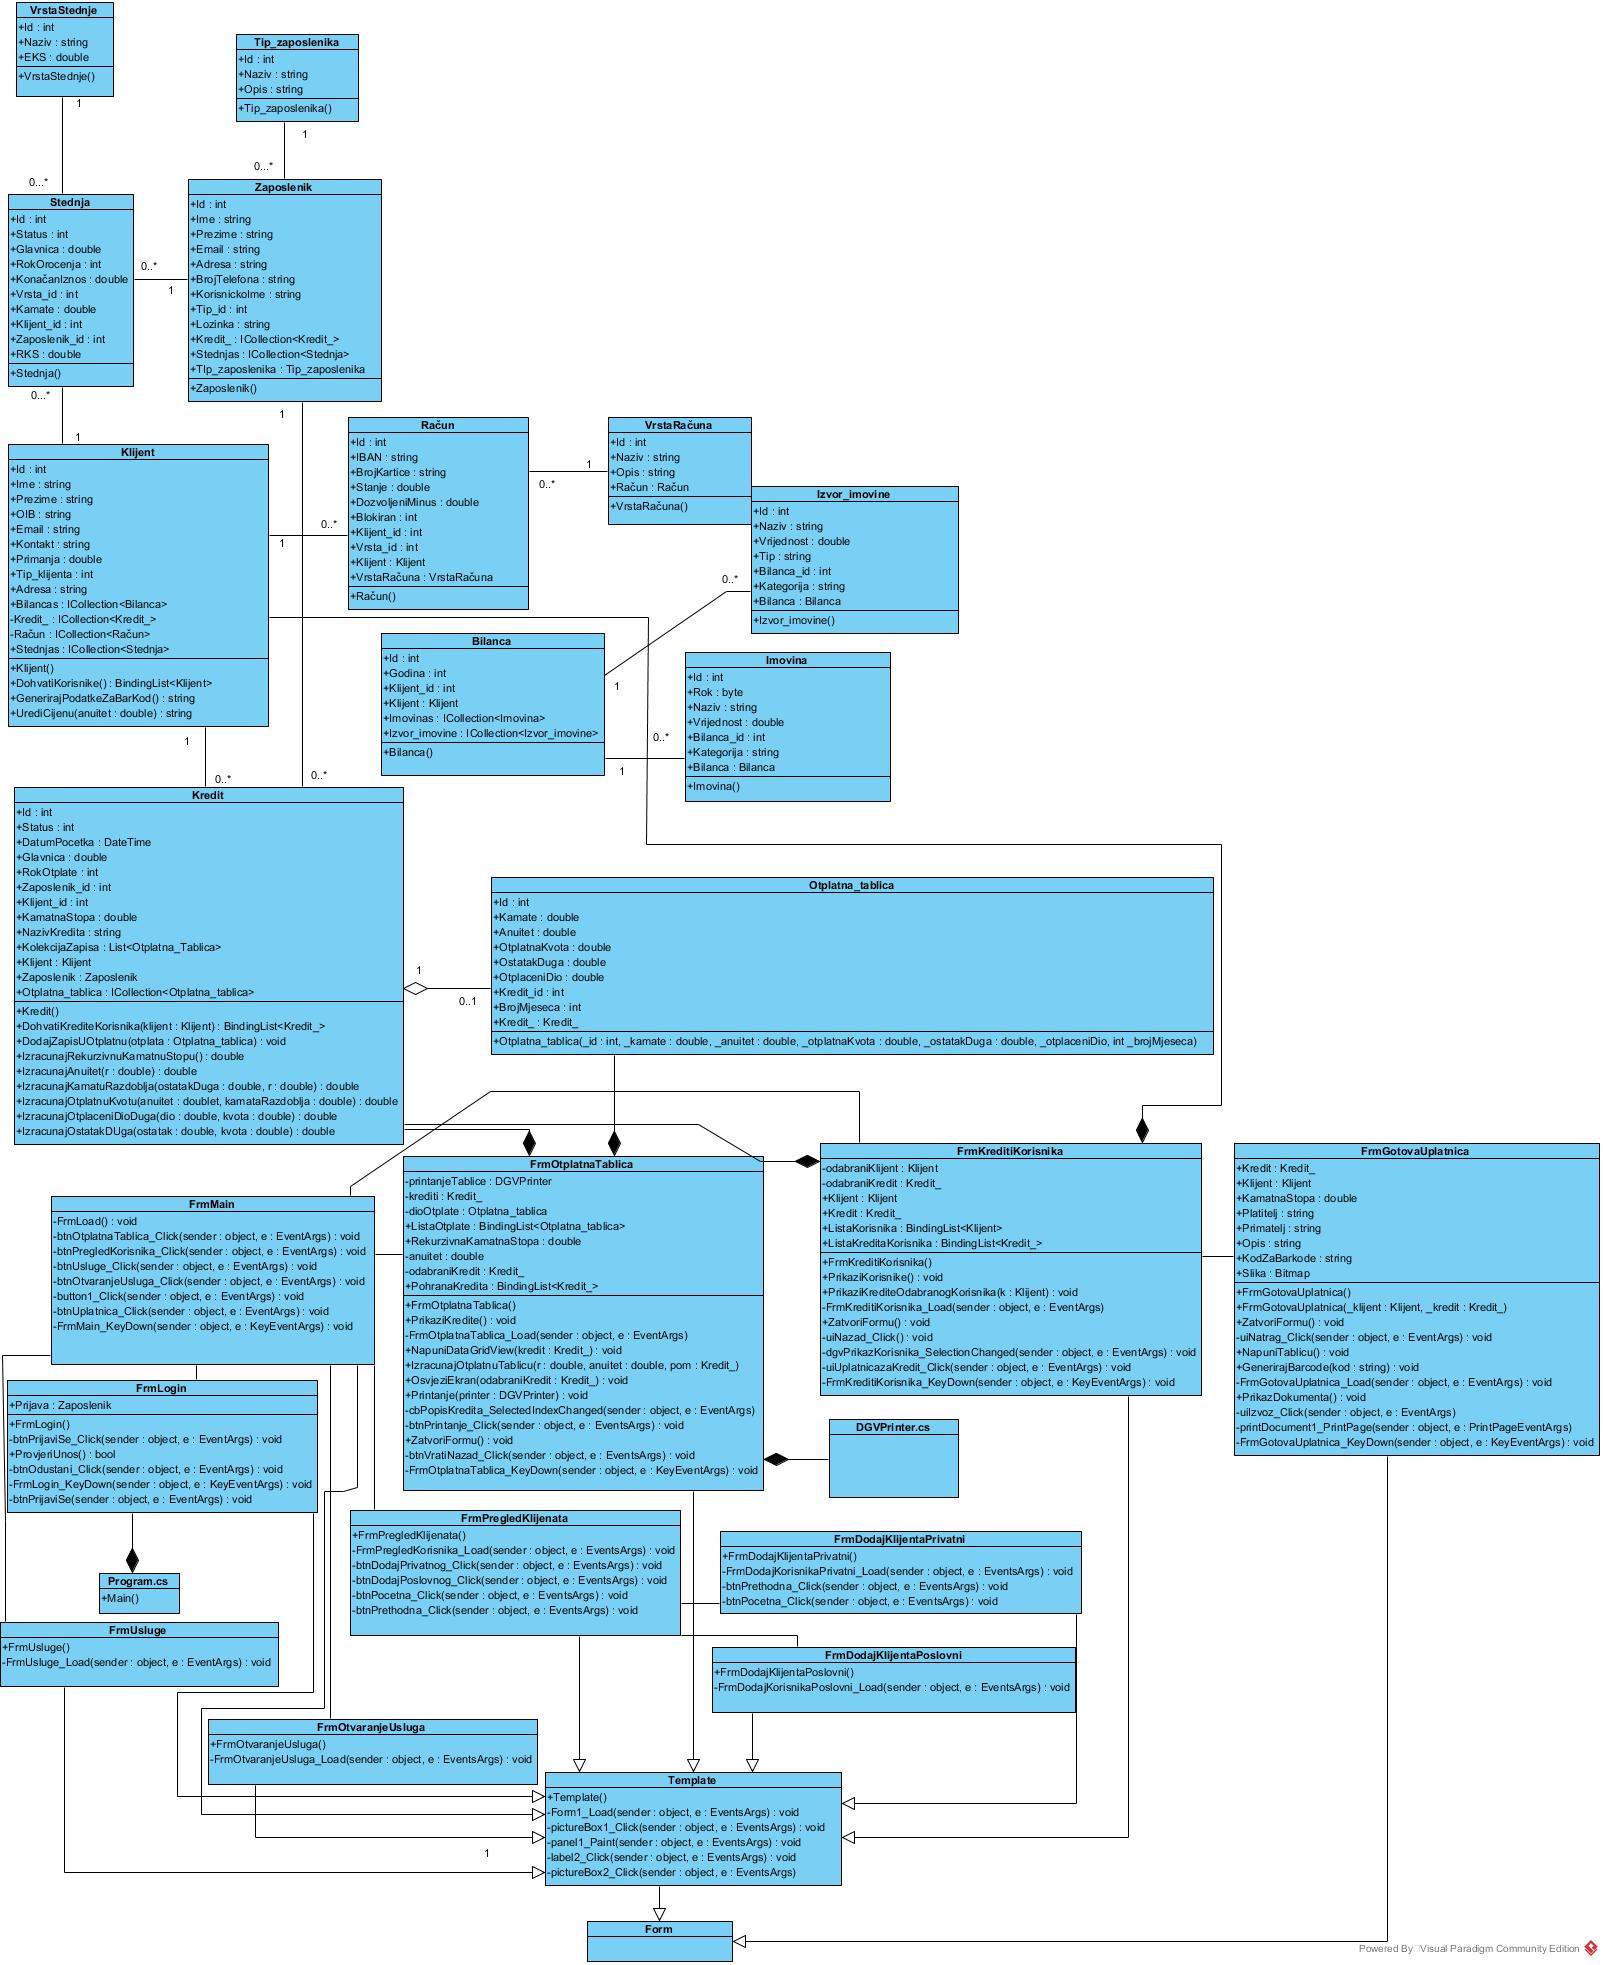 VrstaStednje
+Id : int
+Naziv : string
+EKS : double
+VrstaStednje()
1
0...*
Tip_zaposlenika
+Id : int
+Naziv : string
+Opis : string
+Tip_zaposlenika()
1
0...*
Stednja
+Id : int
+Status : int
+Glavnica : double
+RokOrocenja : int
+KonačanIznos : double
+Vrsta_id : int
+Kamate : double
+Klijent_id : int
+Zaposlenik_id : int
+RKS : double
+Stednja()
0..*
1
0...*
1
Zaposlenik
+Id : int
+Ime : string
+Prezime : string
+Email : string
+Adresa : string
+BrojTelefona : string
+KorisnickoIme : string
+Tip_id : int
+Lozinka : string
+Kredit_ : ICollection<Kredit_>
+Stednjas : ICollection<Stednja>
+TIp_zaposlenika : Tip_zaposlenika
+Zaposlenik()
1
0..*
Klijent
+Id : int
+Ime : string
+Prezime : string
+OIB : string
+Email : string
+Kontakt : string
+Primanja : double
+Tip_klijenta : int
+Adresa : string
+Bilancas : ICollection<Bilanca>
-Kredit_ : ICollection<Kredit_>
-Račun : ICollection<Račun>
+Stednjas : ICollection<Stednja>
+Klijent()
+DohvatiKorisnike() : BindingList<Klijent>
+GenerirajPodatkeZaBarKod() : string
+UrediCijenu(anuitet : double) : string
1
0..*
1
0..*
Račun
+Id : int
+IBAN : string
+BrojKartice : string
+Stanje : double
+DozvoljeniMinus : double
+Blokiran : int
+Klijent_id : int
+Vrsta_id : int
+Klijent : Klijent
+VrstaRačuna : VrstaRačuna
+Račun()
1
0..*
VrstaRačuna
+Id : int
+Naziv : string
+Opis : string
+Račun : Račun
+VrstaRačuna()
Izvor_imovine
+Id : int
+Naziv : string
+Vrijednost : double
+Tip : string
+Bilanca_id : int
+Kategorija : string
+Bilanca : Bilanca
+Izvor_imovine()
0..*
1
Bilanca
+Id : int
+Godina : int
+Klijent_id : int
+Klijent : Klijent
+Imovinas : ICollection<Imovina>
+Izvor_imovine : ICollection<Izvor_imovine>
+Bilanca()
0..*
1
Imovina
+Id : int
+Rok : byte
+Naziv : string
+Vrijednost : double
+Bilanca_id : int
+Kategorija : string
+Bilanca : Bilanca
+Imovina()
Kredit
+Id : int
+Status : int
+DatumPocetka : DateTime
+Glavnica : double
+RokOtplate : int
+Zaposlenik_id : int
+Klijent_id : int
+KamatnaStopa : double
+NazivKredita : string
+KolekcijaZapisa : List<Otplatna_Tablica>
+Klijent : Klijent
+Zaposlenik : Zaposlenik
+Otplatna_tablica : ICollection<Otplatna_tablica>
+Kredit()
+DohvatiKrediteKorisnika(klijent : Klijent) : BindingList<Kredit_>
+DodajZapisUOtplatnu(otplata : Otplatna_tablica) : void
+IzracunajRekurzivnuKamatnuStopu() : double
+IzracunajAnuitet(r : double) : double
+IzracunajKamatuRazdoblja(ostatakDuga : double, r : double) : double
+IzracunajOtplatnuKvotu(anuitet : doublet, kamataRazdoblja : double) : double
+IzracunajOtplaceniDioDuga(dio : double, kvota : double) : double
+IzracunajOstatakDUga(ostatak : double, kvota : double) : double
1
0..1
Otplatna_tablica
+Id : int
+Kamate : double
+Anuitet : double
+OtplatnaKvota : double
+OstatakDuga : double
+OtplaceniDio : double
+Kredit_id : int
+BrojMjeseca : int
+Kredit_ : Kredit_
+Otplatna_tablica(_id : int, _kamate : double, _anuitet : double, _otplatnaKvota : double, _ostatakDuga : double, _otplaceniDio, int _brojMjeseca)
FrmMain
-FrmLoad() : void
-btnOtplatnaTablica_Click(sender : object, e : EventArgs) : void
-btnPregledKorisnika_Click(sender : object, e : EventArgs) : void
-btnUsluge_Click(sender : object, e : EventArgs) : void
-btnOtvaranjeUsluga_Click(sender : object, e : EventArgs) : void
-button1_Click(sender : object, e : EventArgs) : void
-btnUplatnica_Click(sender : object, e : EventArgs) : void
-FrmMain_KeyDown(sender : object, e : KeyEventArgs) : void
FrmOtplatnaTablica
-printanjeTablice : DGVPrinter
-krediti : Kredit_
-dioOtplate : Otplatna_tablica
+ListaOtplate : BindingList<Otplatna_tablica>
+RekurzivnaKamatnaStopa : double
-anuitet : double
-odabraniKredit : Kredit_
+PohranaKredita : BindingList<Kredit_>
+FrmOtplatnaTablica()
+PrikaziKredite() : void
-FrmOtplatnaTablica_Load(sender : object, e : EventArgs)
+NapuniDataGridView(kredit : Kredit_) : void
+IzracunajOtplatnuTablicu(r : double, anuitet : double, pom : Kredit_)
+OsvjeziEkran(odabraniKredit : Kredit_) : void
+Printanje(printer : DGVPrinter) : void
-cbPopisKredita_SelectedIndexChanged(sender : object, e : EventArgs)
-btnPrintanje_Click(sender : object, e : EventsArgs) : void
+ZatvoriFormu() : void
-btnVratiNazad_Click(sender : object, e : EventsArgs) : void
-FrmOtplatnaTablica_KeyDown(sender : object, e : KeyEventArgs) : void
FrmKreditiKorisnika
-odabraniKlijent : Klijent
-odabraniKredit : Kredit_
+Klijent : Klijent
+Kredit : Kredit_
+ListaKorisnika : BindingList<Klijent>
+ListaKreditaKorisnika : BindingList<Kredit_>
+FrmKreditiKorisnika()
+PrikaziKorisnike() : void
+PrikaziKrediteOdabranogKorisnika(k : Klijent) : void
-FrmKreditiKorisnika_Load(sender : object, e : EventArgs)
+ZatvoriFormu() : void
-uiNazad_Click() : void
-dgvPrikazKorisnika_SelectionChanged(sender : object, e : EventArgs) : void
-uiUplatnicazaKredit_Click(sender : object, e : EventArgs) : void
-FrmKreditiKorisnika_KeyDown(sender : object, e : KeyEventArgs) : void
FrmGotovaUplatnica
+Kredit : Kredit_
+Klijent : Klijent
+KamatnaStopa : double
+Platitelj : string
+Primatelj : string
+Opis : string
+KodZaBarkode : string
+Slika : Bitmap
+FrmGotovaUplatnica()
+FrmGotovaUplatnica(_klijent : Klijent, _kredit : Kredit_)
+ZatvoriFormu() : void
-uiNatrag_Click(sender : object, e : EventArgs) : void
+NapuniTablicu() : void
+GenerirajBarcode(kod : string) : void
-FrmGotovaUplatnica_Load(sender : object, e : EventArgs) : void
+PrikazDokumenta() : void
-uiIzvoz_Click(sender : object, e : EventArgs)
-printDocument1_PrintPage(sender : object, e : PrintPageEventArgs)
-FrmGotovaUplatnica_KeyDown(sender : object, e : KeyEventArgs) : void
FrmLogin
+Prijava : Zaposlenik
+FrmLogin()
-btnPrijaviSe_Click(sender : object, e : EventArgs) : void
+ProvjeriUnos() : bool
-btnOdustani_Click(sender : object, e : EventArgs) : void
-FrmLogin_KeyDown(sender : object, e : KeyEventArgs) : void
-btnPrijaviSe(sender : object, e : EventArgs) : void
DGVPrinter.cs
Program.cs
+Main()
FrmPregledKlijenata
+FrmPregledKlijenata()
-FrmPregledKorisnika_Load(sender : object, e : EventsArgs) : void
-btnDodajPrivatnog_Click(sender : object, e : EventsArgs) : void
-btnDodajPoslovnog_Click(sender : object, e : EventsArgs) : void
-btnPocetna_Click(sender : object, e : EventsArgs) : void
-btnPrethodna_Click(sender : object, e : EventsArgs) : void
FrmDodajKlijentaPrivatni
+FrmDodajKlijentaPrivatni()
-FrmDodajKorisnikaPrivatni_Load(sender : object, e : EventsArgs) : void
-btnPrethodna_Click(sender : object, e : EventsArgs) : void
-btnPocetna_Click(sender : object, e : EventsArgs) : void
FrmUsluge
+FrmUsluge()
-FrmUsluge_Load(sender : object, e : EventArgs) : void
FrmDodajKlijentaPoslovni
+FrmDodajKlijentaPoslovni()
-FrmDodajKorisnikaPoslovni_Load(sender : object, e : EventsArgs) : void
FrmOtvaranjeUsluga
+FrmOtvaranjeUsluga()
-FrmOtvaranjeUsluga_Load(sender : object, e : EventsArgs) : void
1
Template
+Template()
-Form1_Load(sender : object, e : EventsArgs) : void
-pictureBox1_Click(sender : object, e : EventsArgs) : void
-panel1_Paint(sender : object, e : EventsArgs) : void
-label2_Click(sender : object, e : EventsArgs) : void
-pictureBox2_Click(sender : object, e : EventsArgs)
Form
Powered By Visual Paradigm Community Edition